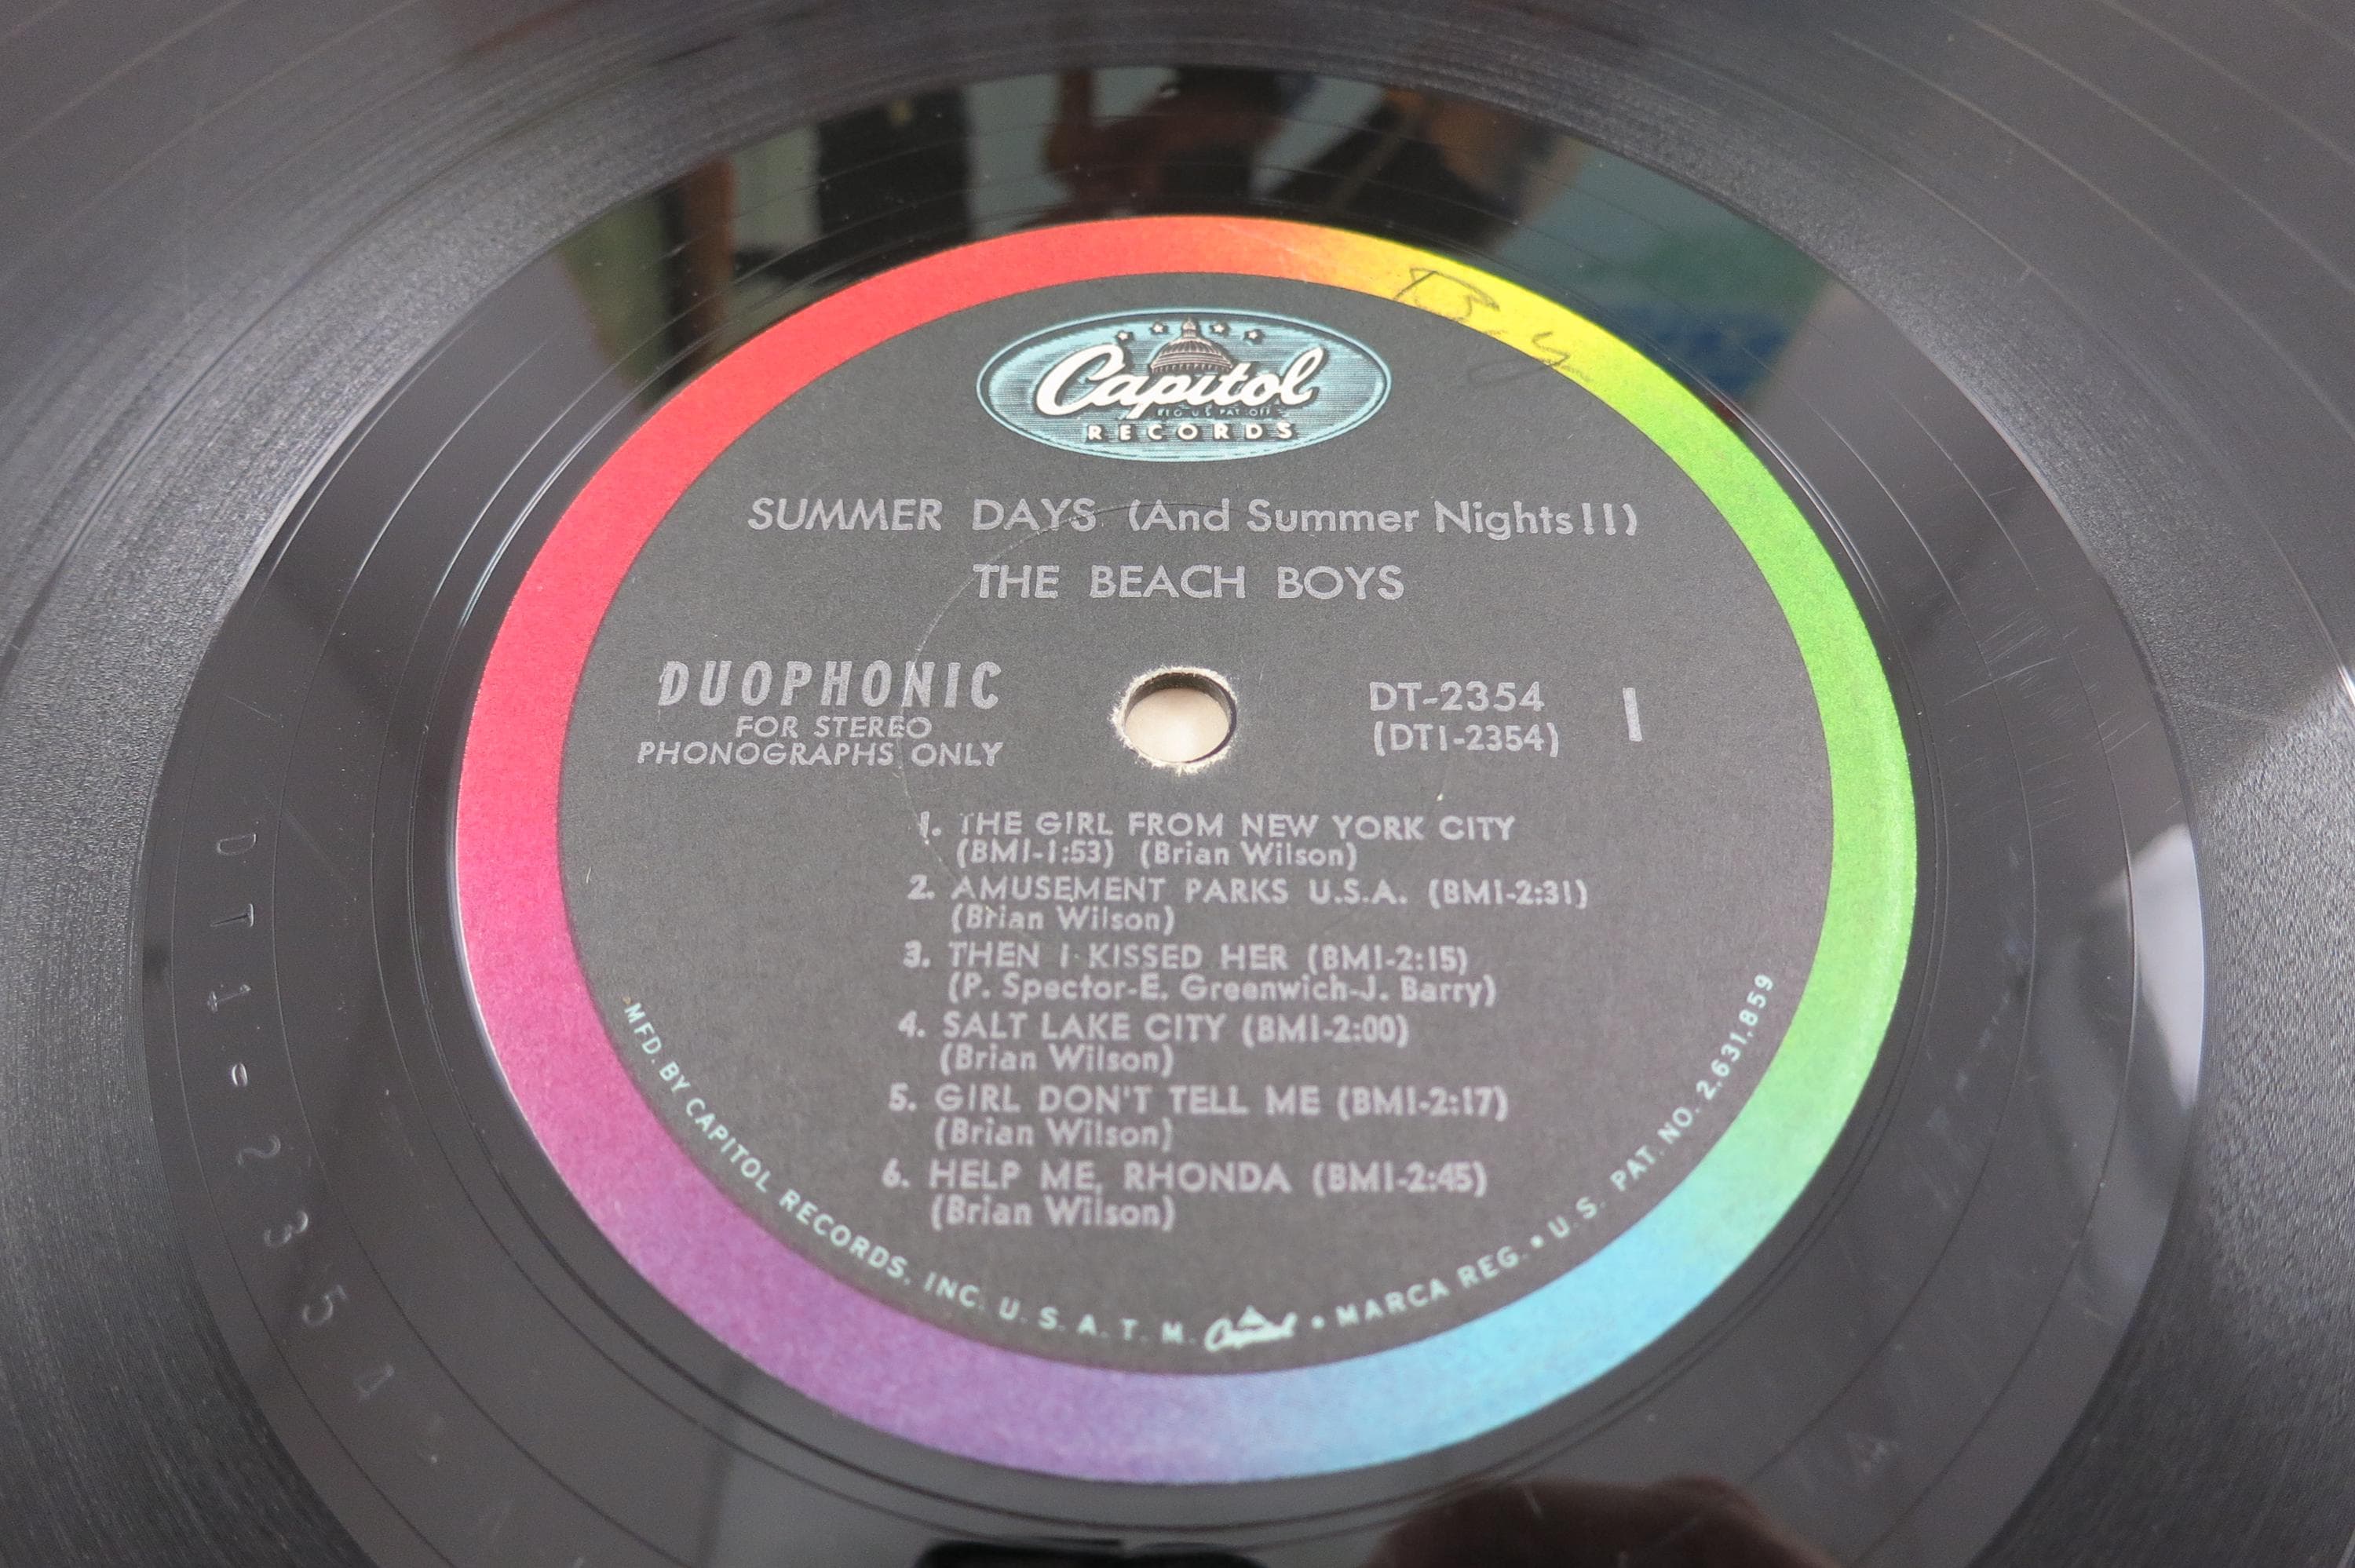 Capitol
REG. U.S. PAT. OFF.
RECORDS
SUMMER DAYS (And Summer Nights!!)
THE BEACH BOYS
DUOPHONIC
FOR STEREO
PHONOGRAPHS ONLY
DT-2354
(DT1-2354)
1
1. THE GIRL FROM NEW YORK CITY
(BMI-1:53) (Brian Wilson)
2. AMUSEMENT PARKS U.S.A. (BMI-2:31)
(Brian Wilson)
3. THEN I KISSED HER (BMI-2:15)
(P. Spector-E. Greenwich-J. Barry)
4. SALT LAKE CITY (BMI-2:00)
(Brian Wilson)
5. GIRL DON'T TELL ME (BMI-2:17)
(Brian Wilson)
6. HELP ME, RHONDA (BMI-2:45)
(Brian Wilson)
MFD. BY CAPITOL RECORDS, INC. U.S.A. T.M. Capitol • MARCA REG. • U.S. PAT. NO. 2,631,859
DT1-2354